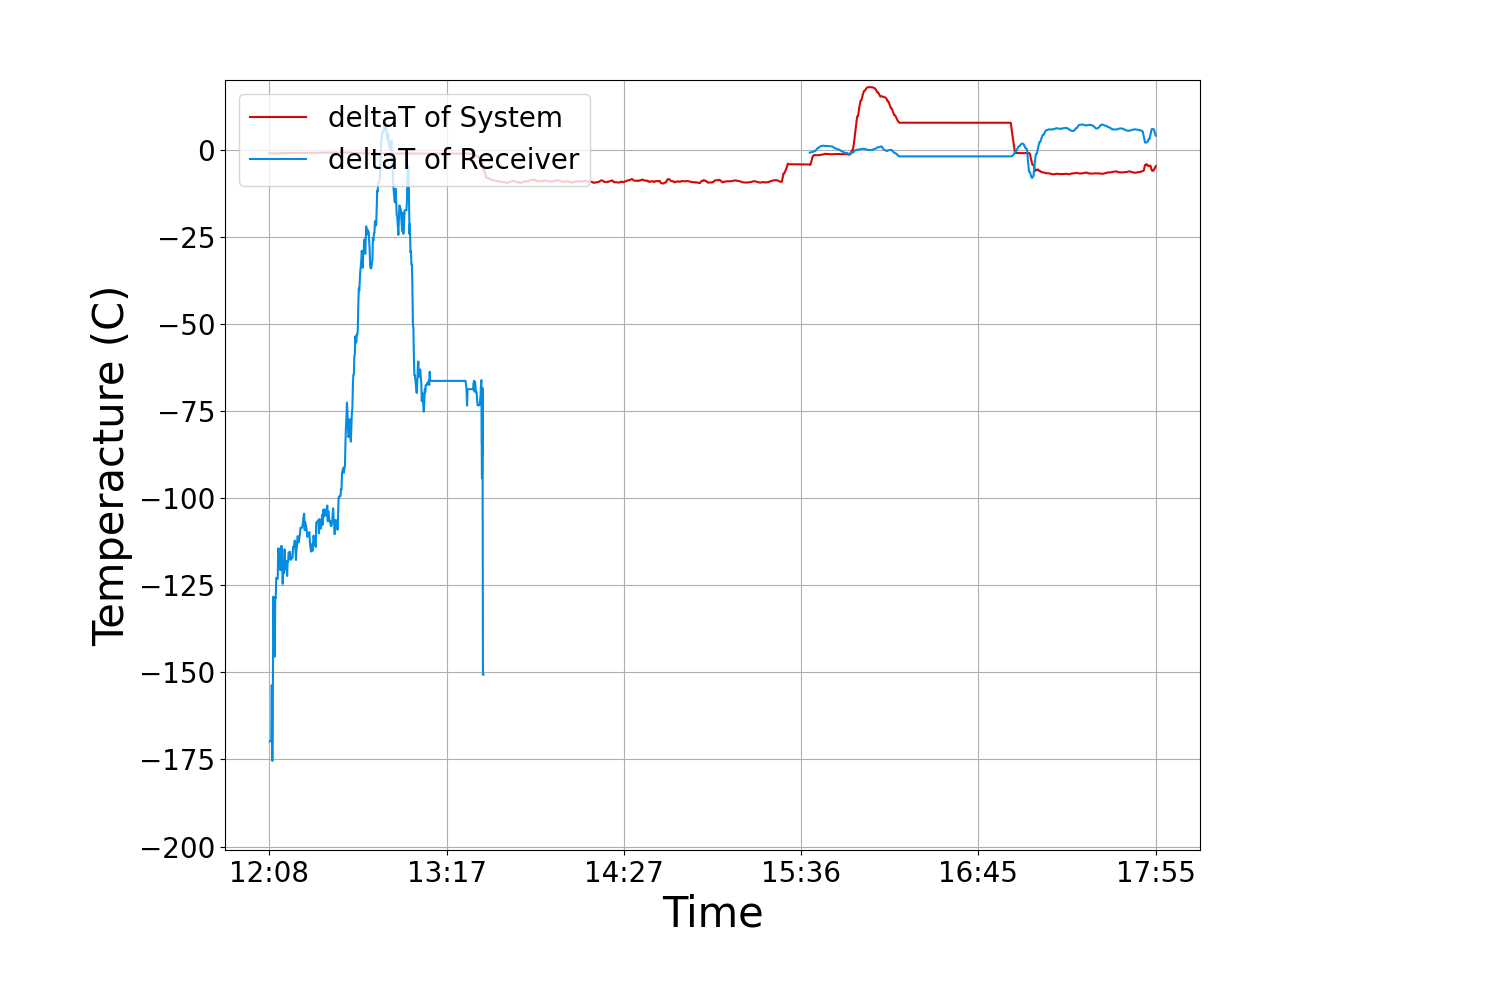 deltaT of System
deltaT of Receiver
0
−25
−50
−75
−100
−125
−150
−175
−200
Temperacture (C)
12:08 13:17 14:27 15:36 16:45 17:55
Time